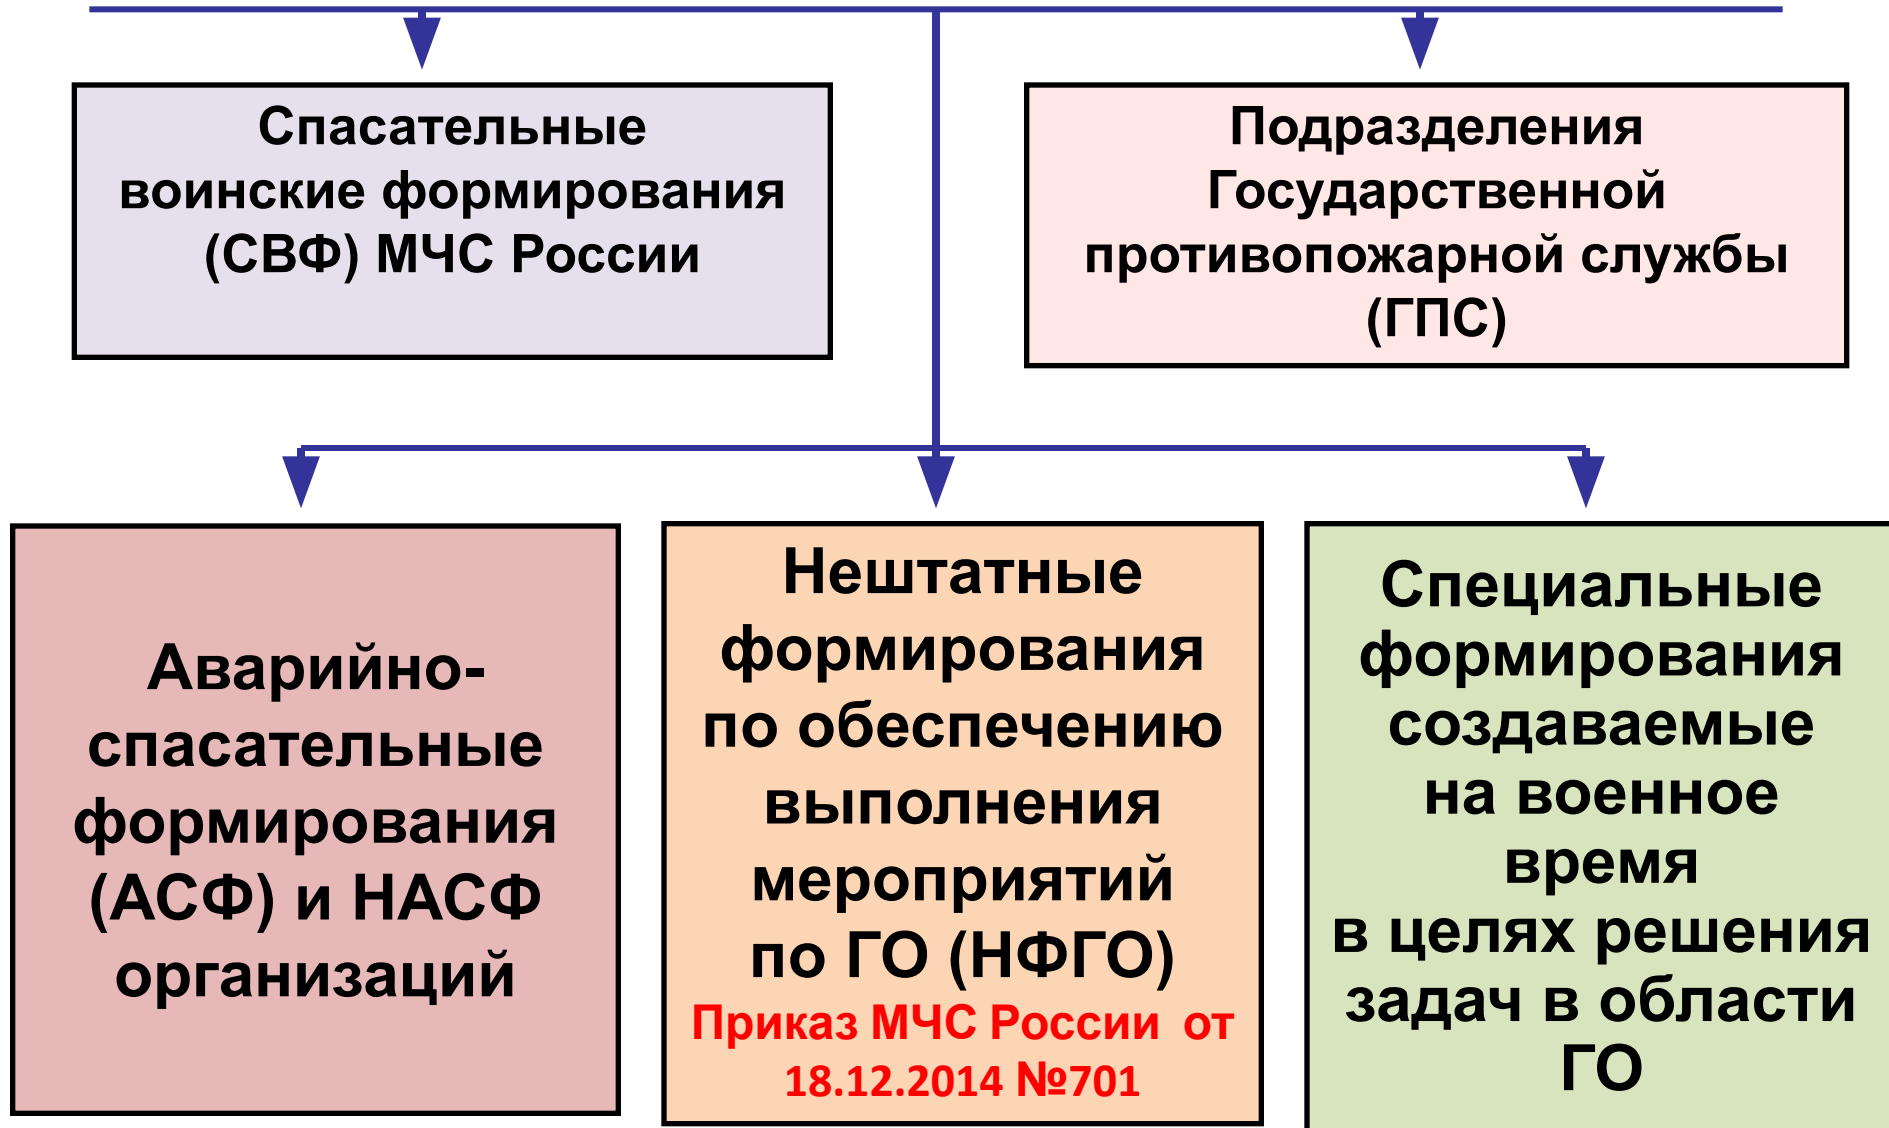 Спасательные
воинские формирования
(СВФ) МЧС России
Подразделения
Государственной
противопожарной службы
(ГПС)
Аварийно-
спасательные
формирования
(АСФ) и НАСФ
организаций
Нештатные
формирования
по обеспечению
выполнения
мероприятий
по ГО (НФГО)
Приказ МЧС России от
18.12.2014 №701
Специальные
формирования
создаваемые
на военное
время
в целях решения
задач в области
ГО